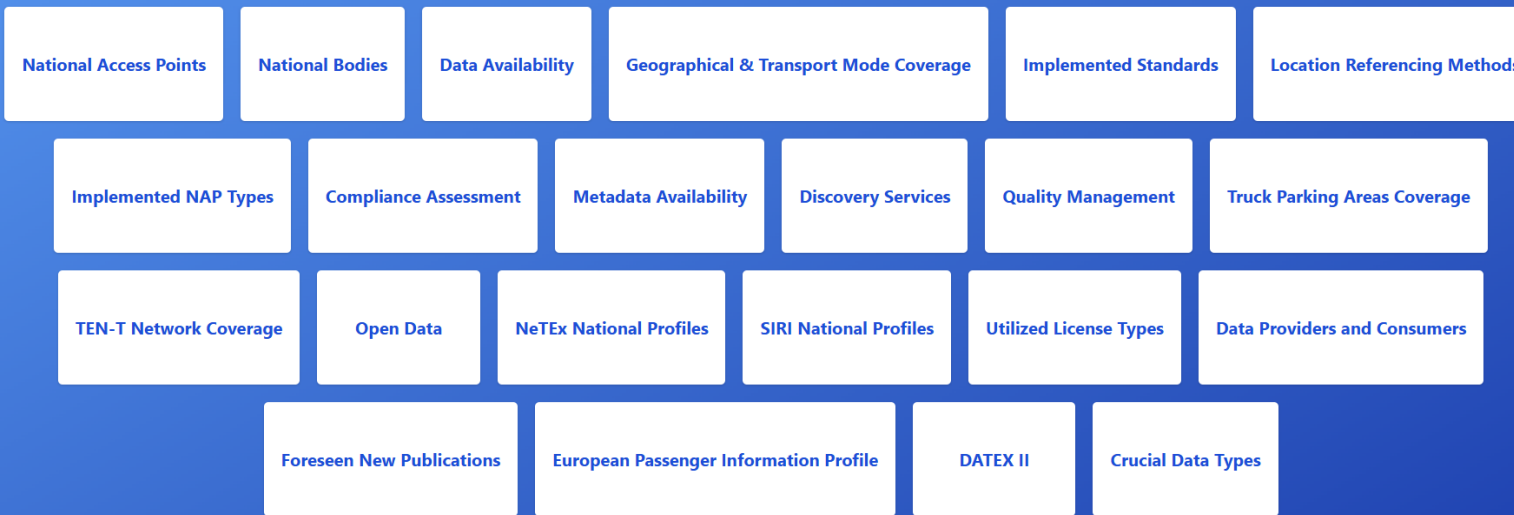 National Access Points
National Bodies
Data Availability
Geographical & Transport Mode Coverage
Implemented Standards
Location Referencing Methods
Implemented NAP Types
Compliance Assessment
Metadata Availability
Discovery Services
Quality Management
Truck Parking Areas Coverage
TEN-T Network Coverage
Open Data
NeTEx National Profiles
SIRI National Profiles
Utilized License Types
Data Providers and Consumers
Foreseen New Publications
European Passenger Information Profile
DATEX II
Crucial Data Types